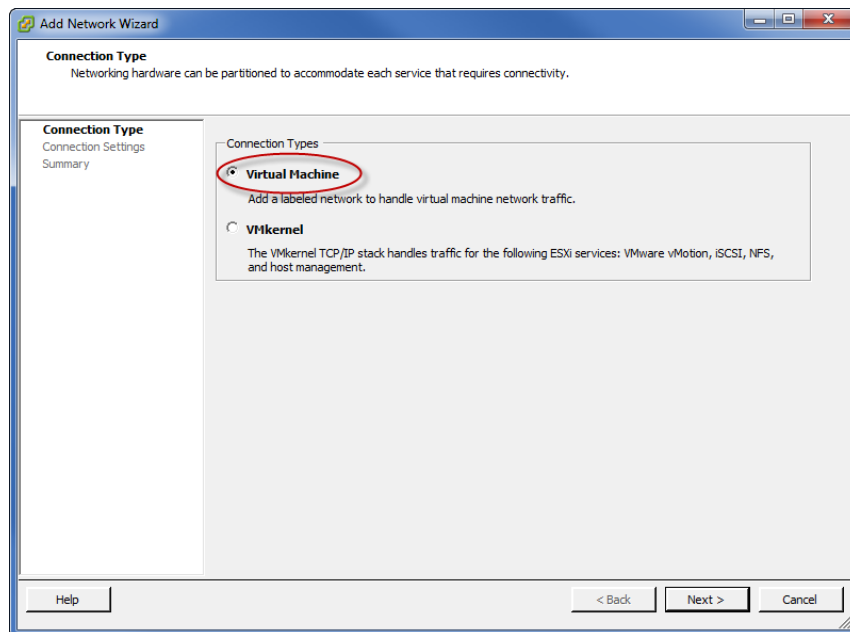 Add Network Wizard
Connection Type
Networking hardware can be partitioned to accommodate each service that requires connectivity.
Connection Type
Connection Settings
Summary
Connection Types
Virtual Machine
Add a labeled network to handle virtual machine network traffic.
VMkernel
The VMkernel TCP/IP stack handles traffic for the following ESXi services: VMware vMotion, iSCSI, NFS,
and host management.
Help
< Back
Next >
Cancel